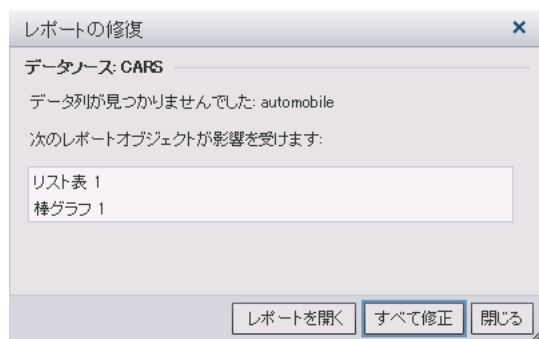 レポートの修復
データソース: CARS
データ列が見つかりませんでした: automobile
次のレポートオブジェクトが影響を受けます:
リスト表 1
棒グラフ 1
レポートを開く すべて修正 閉じる